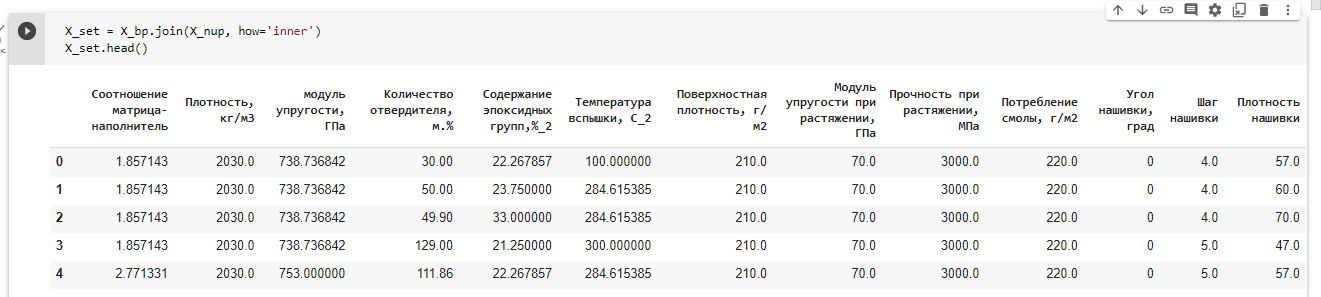 X_set = X_bp.join(X_nup, how='inner')
X_set.head()
Соотношение матрица-наполнитель Плотность, кг/м3 модуль упругости, ГПа Количество отвердителя, м.% Содержание эпоксидных групп,%_2 Температура вспышки, С_2 Поверхностная плотность, г/м2 Модуль упругости при растяжении, ГПа Прочность при растяжении, МПа Потребление смолы, г/м2 Угол нашивки, град Шаг нашивки Плотность нашивки
0 1.857143 2030.0 738.736842 30.00 22.267857 100.000000 210.0 70.0 3000.0 220.0 0 4.0 57.0
1 1.857143 2030.0 738.736842 50.00 23.750000 284.615385 210.0 70.0 3000.0 220.0 0 4.0 60.0
2 1.857143 2030.0 738.736842 49.90 33.000000 284.615385 210.0 70.0 3000.0 220.0 0 4.0 70.0
3 1.857143 2030.0 738.736842 129.00 21.250000 300.000000 210.0 70.0 3000.0 220.0 0 5.0 47.0
4 2.771331 2030.0 753.000000 111.86 22.267857 284.615385 210.0 70.0 3000.0 220.0 0 5.0 57.0